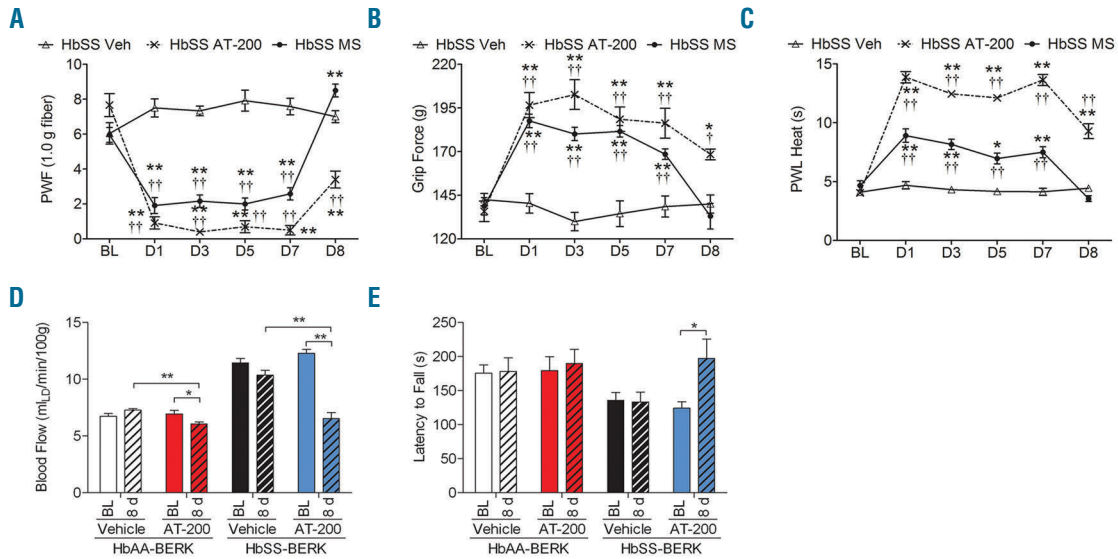 A
HbSS Veh HbSS AT-200 HbSS MS
PWF (1.0 g fiber)
10
8
6
4
2
0
** †† ** †† ** †† ** †† **
** †† ** †† ** †† ** †† **
BL D1 D3 D5 D7 D8
B
HbSS Veh HbSS AT-200 HbSS MS
Grip Force (g)
220
190
160
130
120
** †† ** †† ** †† ** †† * †
** †† ** †† ** †† ** ††
BL D1 D3 D5 D7 D8
C
HbSS Veh HbSS AT-200 HbSS MS
PWL Heat (s)
15
10
5
0
** †† ** †† ** †† ** †† †† **
** †† ** †† * †† ** ††
BL D1 D3 D5 D7 D8
D
Blood Flow (ml LD/min/100g)
15
10
5
0
** * ** **
BL 8 d BL 8 d BL 8 d BL 8 d
Vehicle AT-200 Vehicle AT-200
HbAA-BERK HbSS-BERK
E
Latency to Fall (s)
250
200
150
100
50
0
*
BL 8 d BL 8 d BL 8 d BL 8 d
Vehicle AT-200 Vehicle AT-200
HbAA-BERK HbSS-BERK